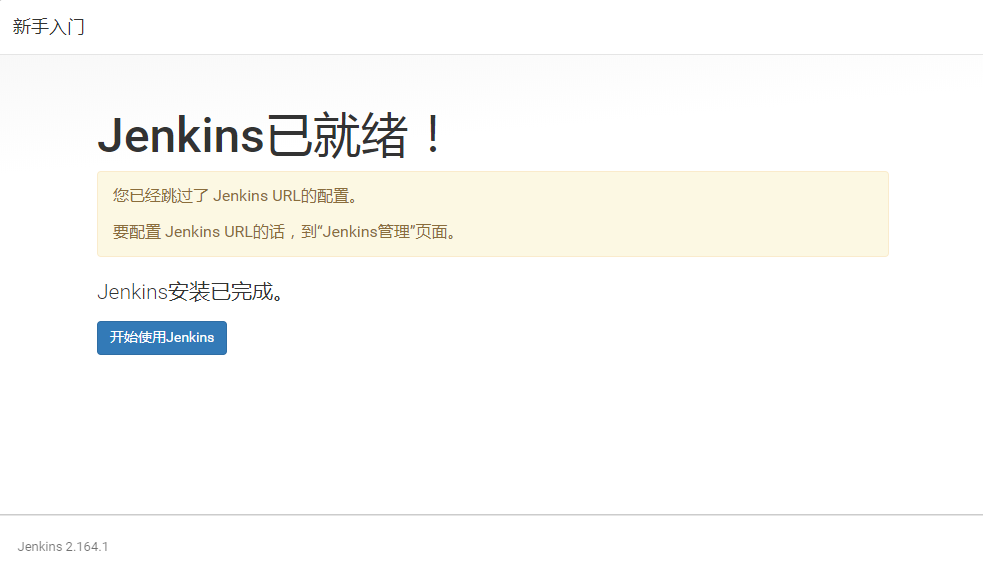 新手入门
Jenkins已就绪！
您已经跳过了 Jenkins URL的配置。
要配置 Jenkins URL的话，到“Jenkins管理”页面。
Jenkins安装已完成。
开始使用Jenkins
Jenkins 2.164.1